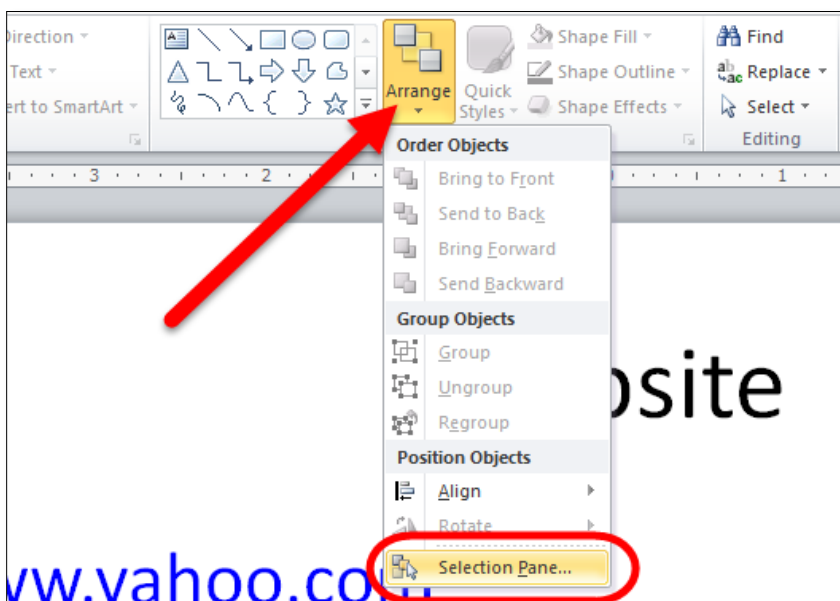 Direction
Shape Fill
Find
Text
Arrange
Quick
Styles
Shape Outline
Replace
ert to SmartArt
Shape Effects
Select
Editing
3 2 1
Order Objects
Bring to Front
Send to Back
Bring Forward
Send Backward
Group Objects
Group
Ungroup
Regroup
bsite
Position Objects
Align
Rotate
Selection Pane...
ww.yahoo.com